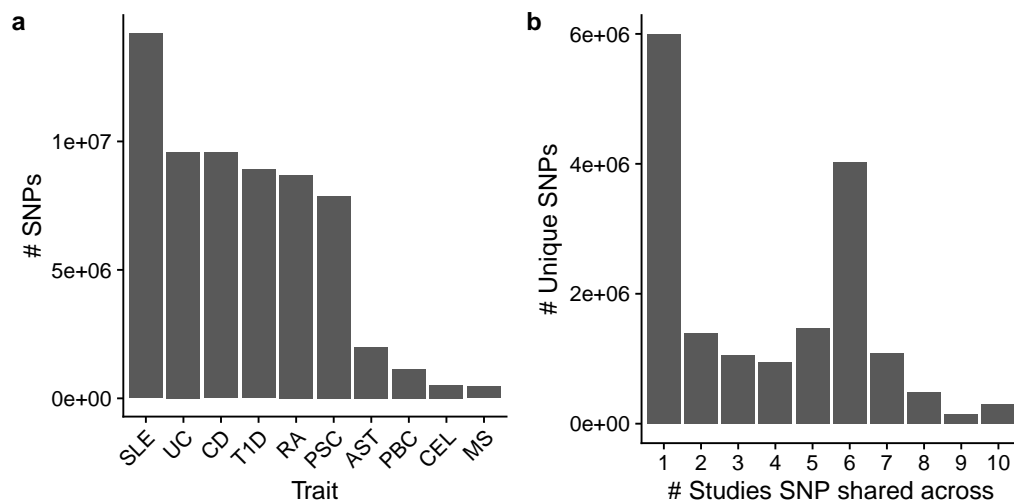 a
# SNPs
1e+07
5e+06
0e+00
SLE
UC
CD
T1D
RA
PSC
AST
PBC
CEL
MS
Trait
b
# Unique SNPs
6e+06
4e+06
2e+06
0e+00
1 2 3 4 5 6 7 8 9 10
# Studies SNP shared across